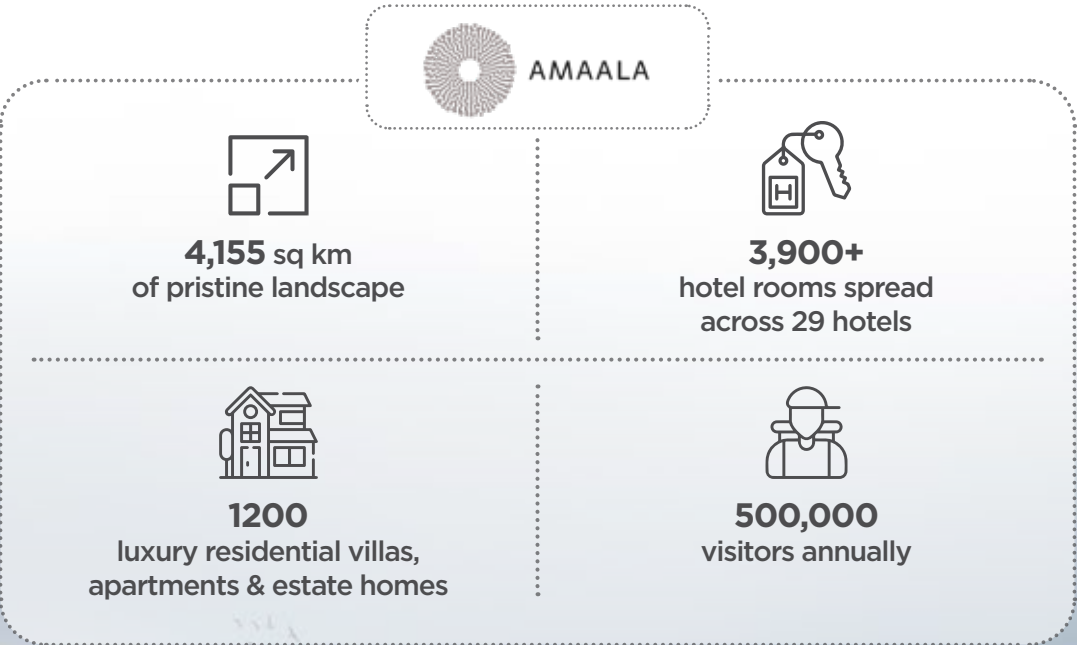 AMAALA
4,155 sq km
of pristine landscape
H
3,900+
hotel rooms spread
across 29 hotels
1200
luxury residential villas,
apartments & estate homes
500,000
visitors annually